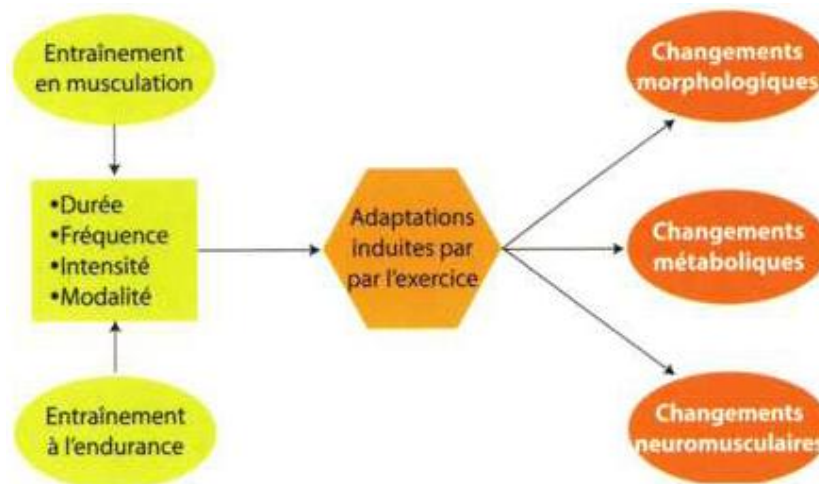 Entraînement
en musculation
•Durée
•Fréquence
•Intensité
•Modalité
Entraînement
à l'endurance
Adaptations
induites par
par l'exercice
Changements
morphologiques
Changements
métaboliques
Changements
neuromusculaires